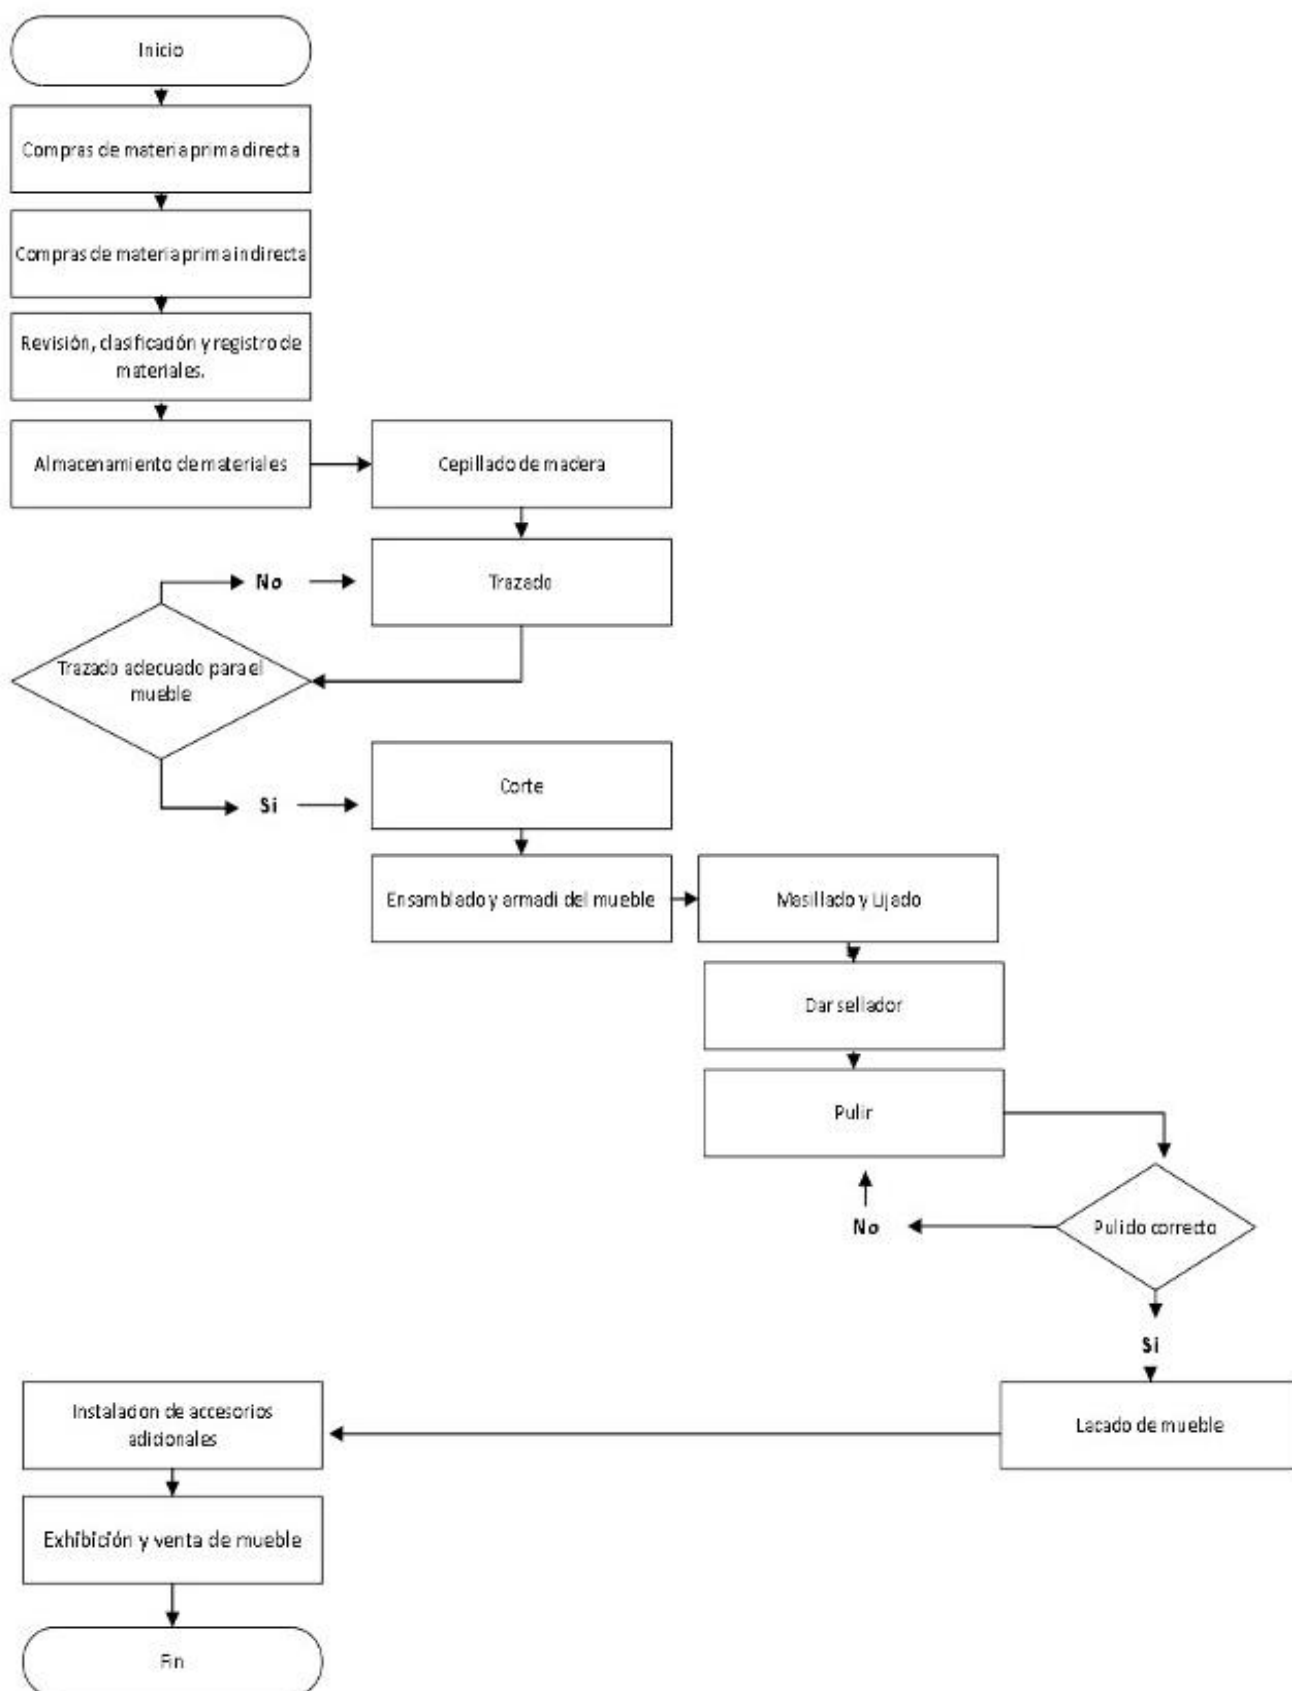 Inicio
Compras de materia prima directa
Compras de materia prima indirecta
Revisión, clasificación y registro de
materiales.
Almacenamiento de materiales
Cepillado de madera
Trazado
No
Trazado adecuado para el
mueble
Si
Corte
Ensamblado y armadi del mueble
Masillado y Lijado
Dar sellador
Pulir
Pulido correcto
No
Si
Lacado de mueble
Instalacion de accesorios
adicionales
Exhibición y venta de mueble
Fin